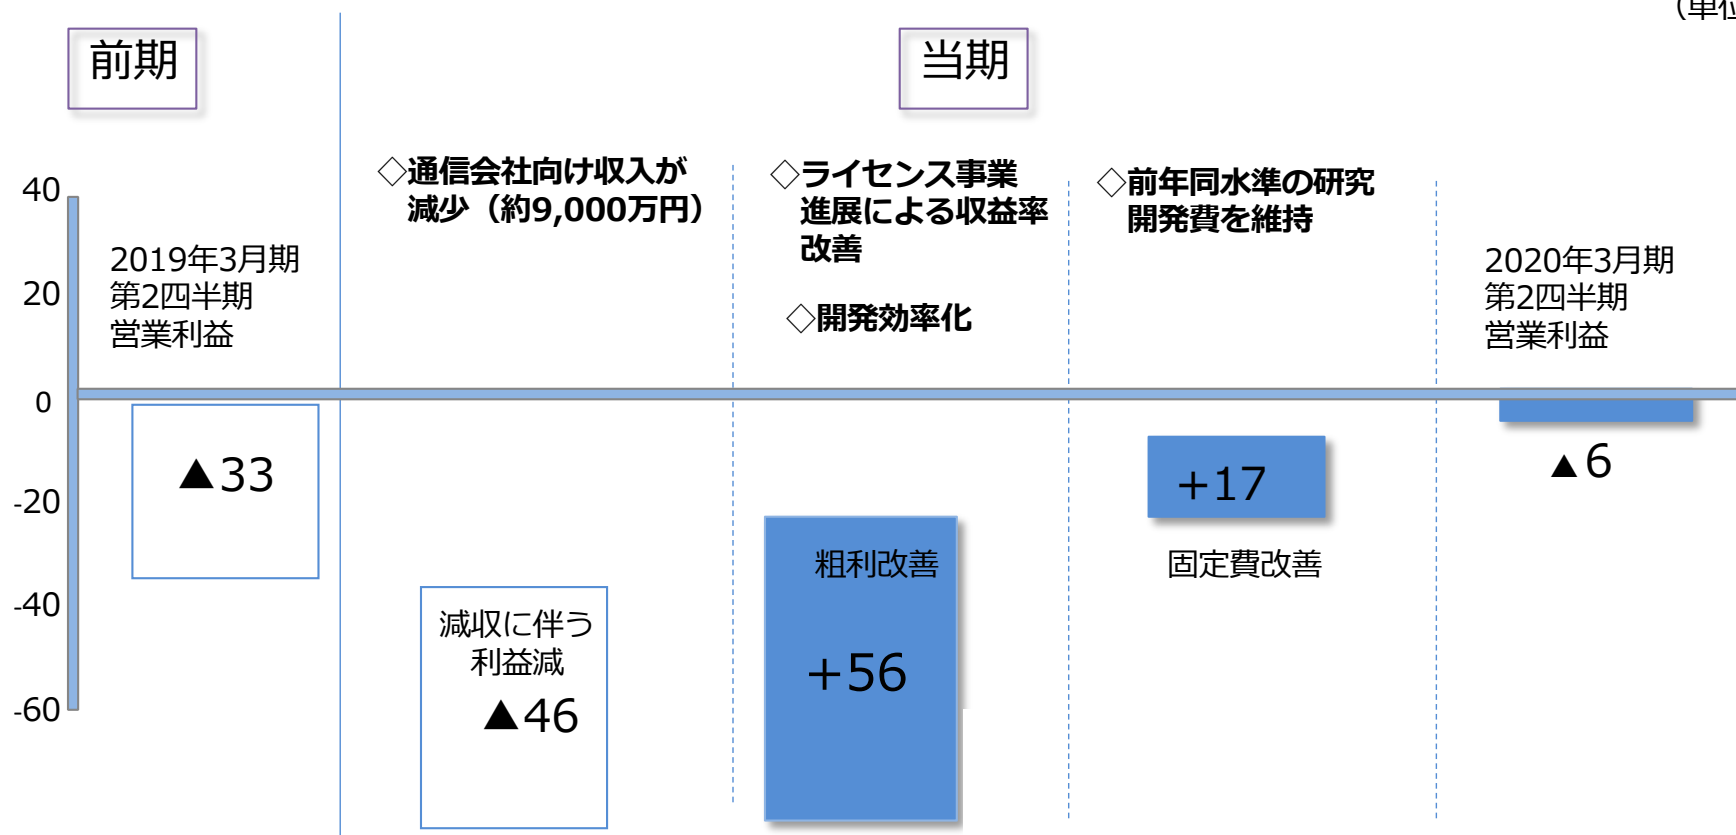 (単位
前期
当期
◇通信会社向け収入が
減少（約9,000万円）
◇ライセンス事業
進展による収益率
改善
◇開発効率化
◇前年同水準の研究
開発費を維持
40
20
0
-20
-40
-60
2019年3月期
第2四半期
営業利益
2020年3月期
第2四半期
営業利益
▲33
減収に伴う
利益減
▲46
粗利改善
+56
+17
固定費改善
▲6